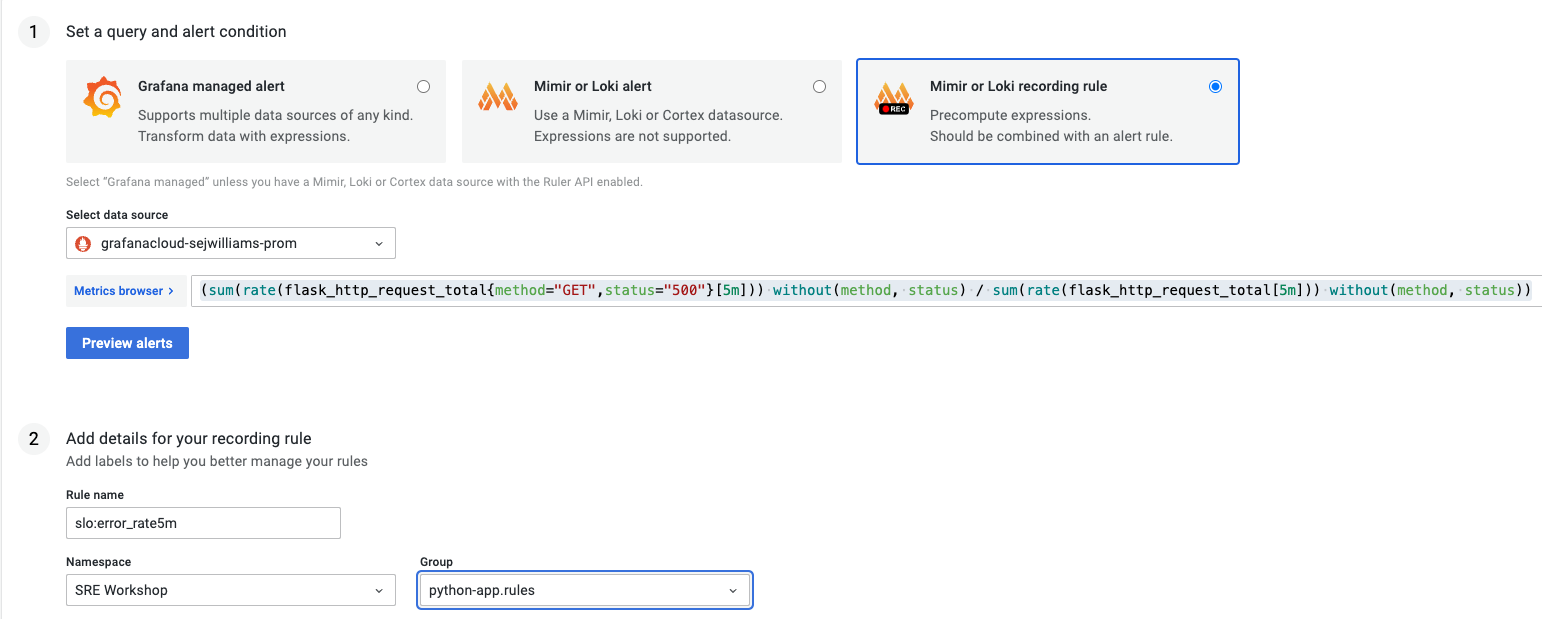 1 Set a query and alert condition
Grafana managed alert
Supports multiple data sources of any kind.
Transform data with expressions.
Mimir or Loki alert
Use a Mimir, Loki or Cortex datasource.
Expressions are not supported.
REC
Mimir or Loki recording rule
Precompute expressions.
Should be combined with an alert rule.
Select “Grafana managed” unless you have a Mimir, Loki or Cortex data source with the Ruler API enabled.
Select data source
grafanacloud-sejwilliams-prom
Metrics browser > (sum(rate(flask_http_request_total{method="GET",status="500"}[5m])) without(method, status) / sum(rate(flask_http_request_total[5m])) without(method, status))
Preview alerts
2 Add details for your recording rule
Add labels to help you better manage your rules
Rule name
slo:error_rate5m
Namespace
SRE Workshop
Group
python-app.rules